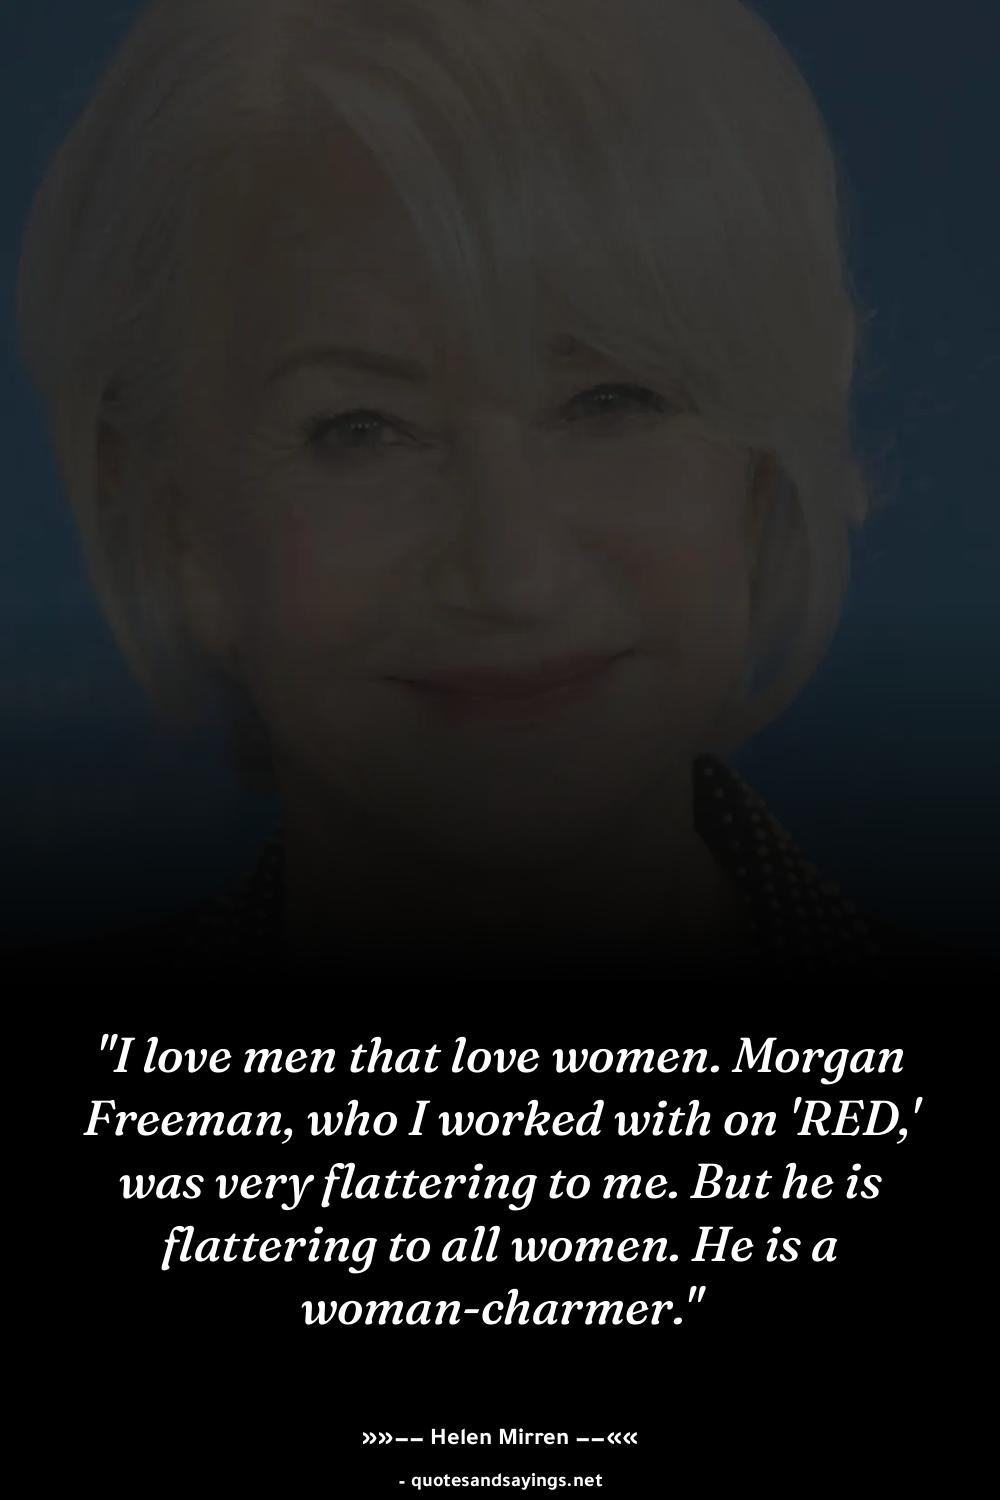 "I love men that love women. Morgan
Freeman, who I worked with on 'RED,'
was very flattering to me. But he is
flattering to all women. He is a
woman-charmer."
»»–– Helen Mirren ––««
- quotesandsayings.net